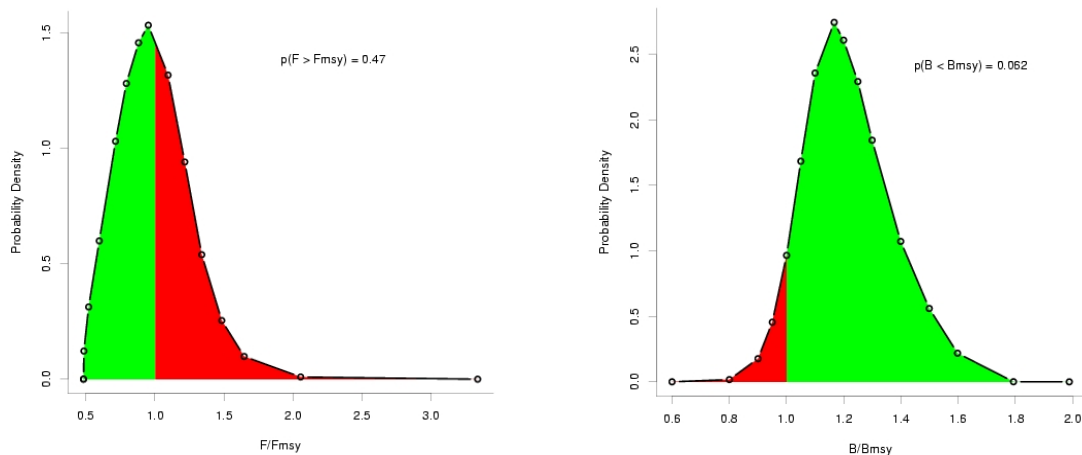 p(F > Fmsy) = 0.47
Probability Density
1.5
1.0
0.5
0.0
0.5 1.0 1.5 2.0 2.5 3.0
F/Fmsy
p(B < Bmsy) = 0.062
Probability Density
2.5
2.0
1.5
1.0
0.5
0.0
0.6 0.8 1.0 1.2 1.4 1.6 1.8 2.0
B/Bmsy